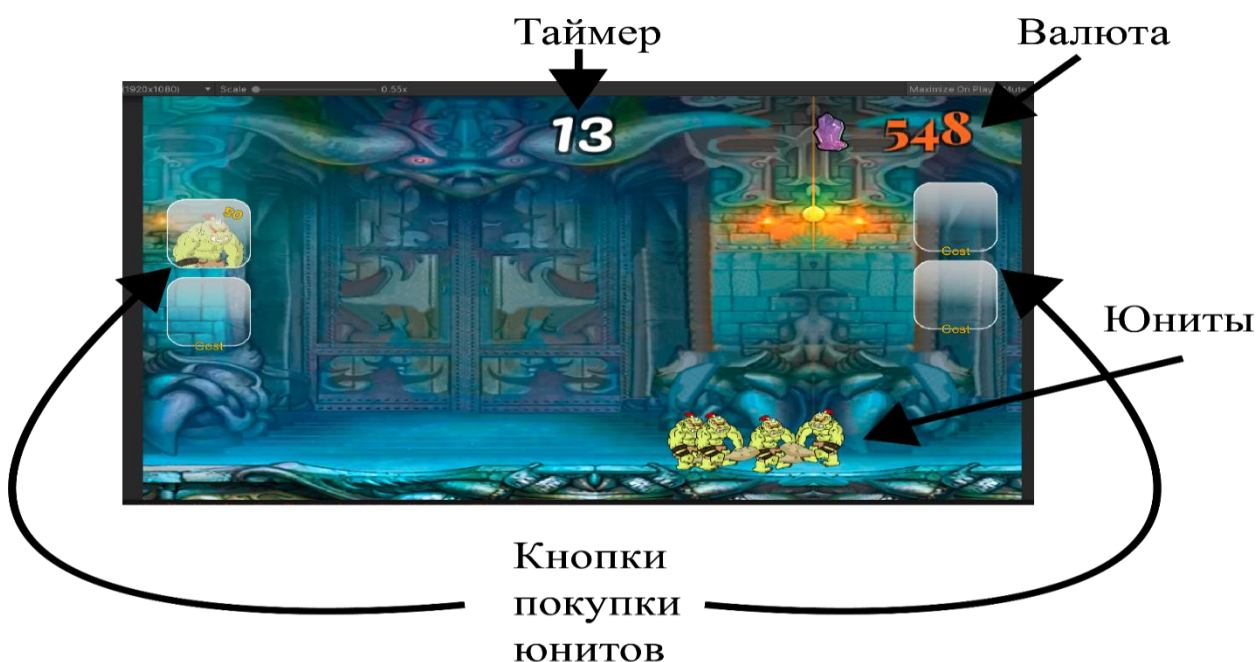 Таймер
Валюта
(1920x1080)
Scale
0.55x
Maximize On Play
Mute
13
548
50
Cost
Cost
Cost
Юниты
Кнопки
покупки
юнитов